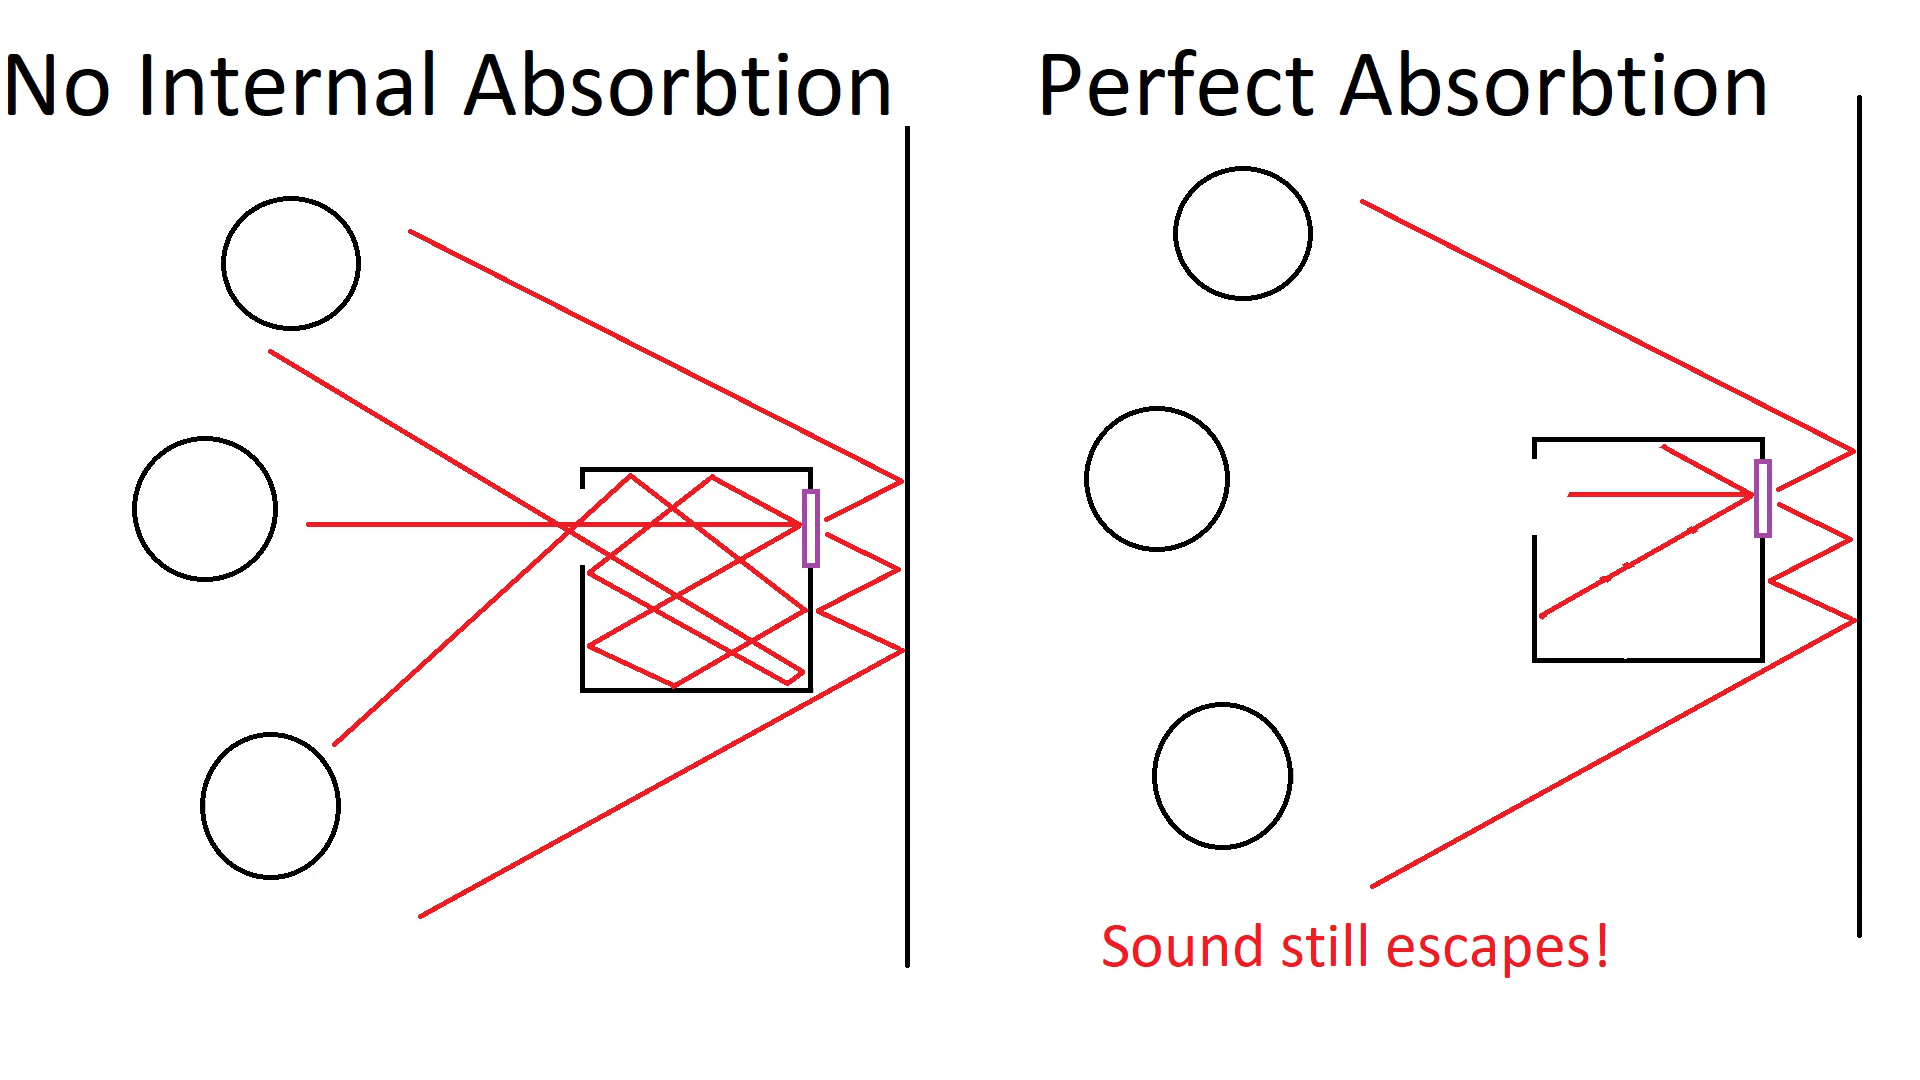 No Internal Absorbtion
Perfect Absorbtion
Sound still escapes!